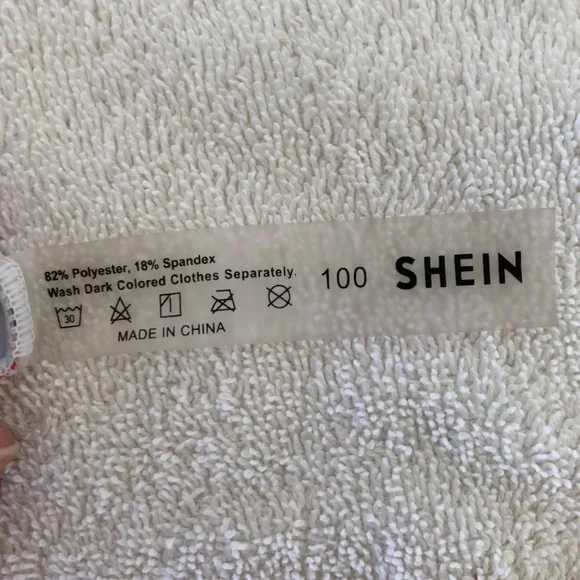 82% Polyester, 18% Spandex
Wash Dark Colored Clothes Separately.
30
MADE IN CHINA
100
SHEIN